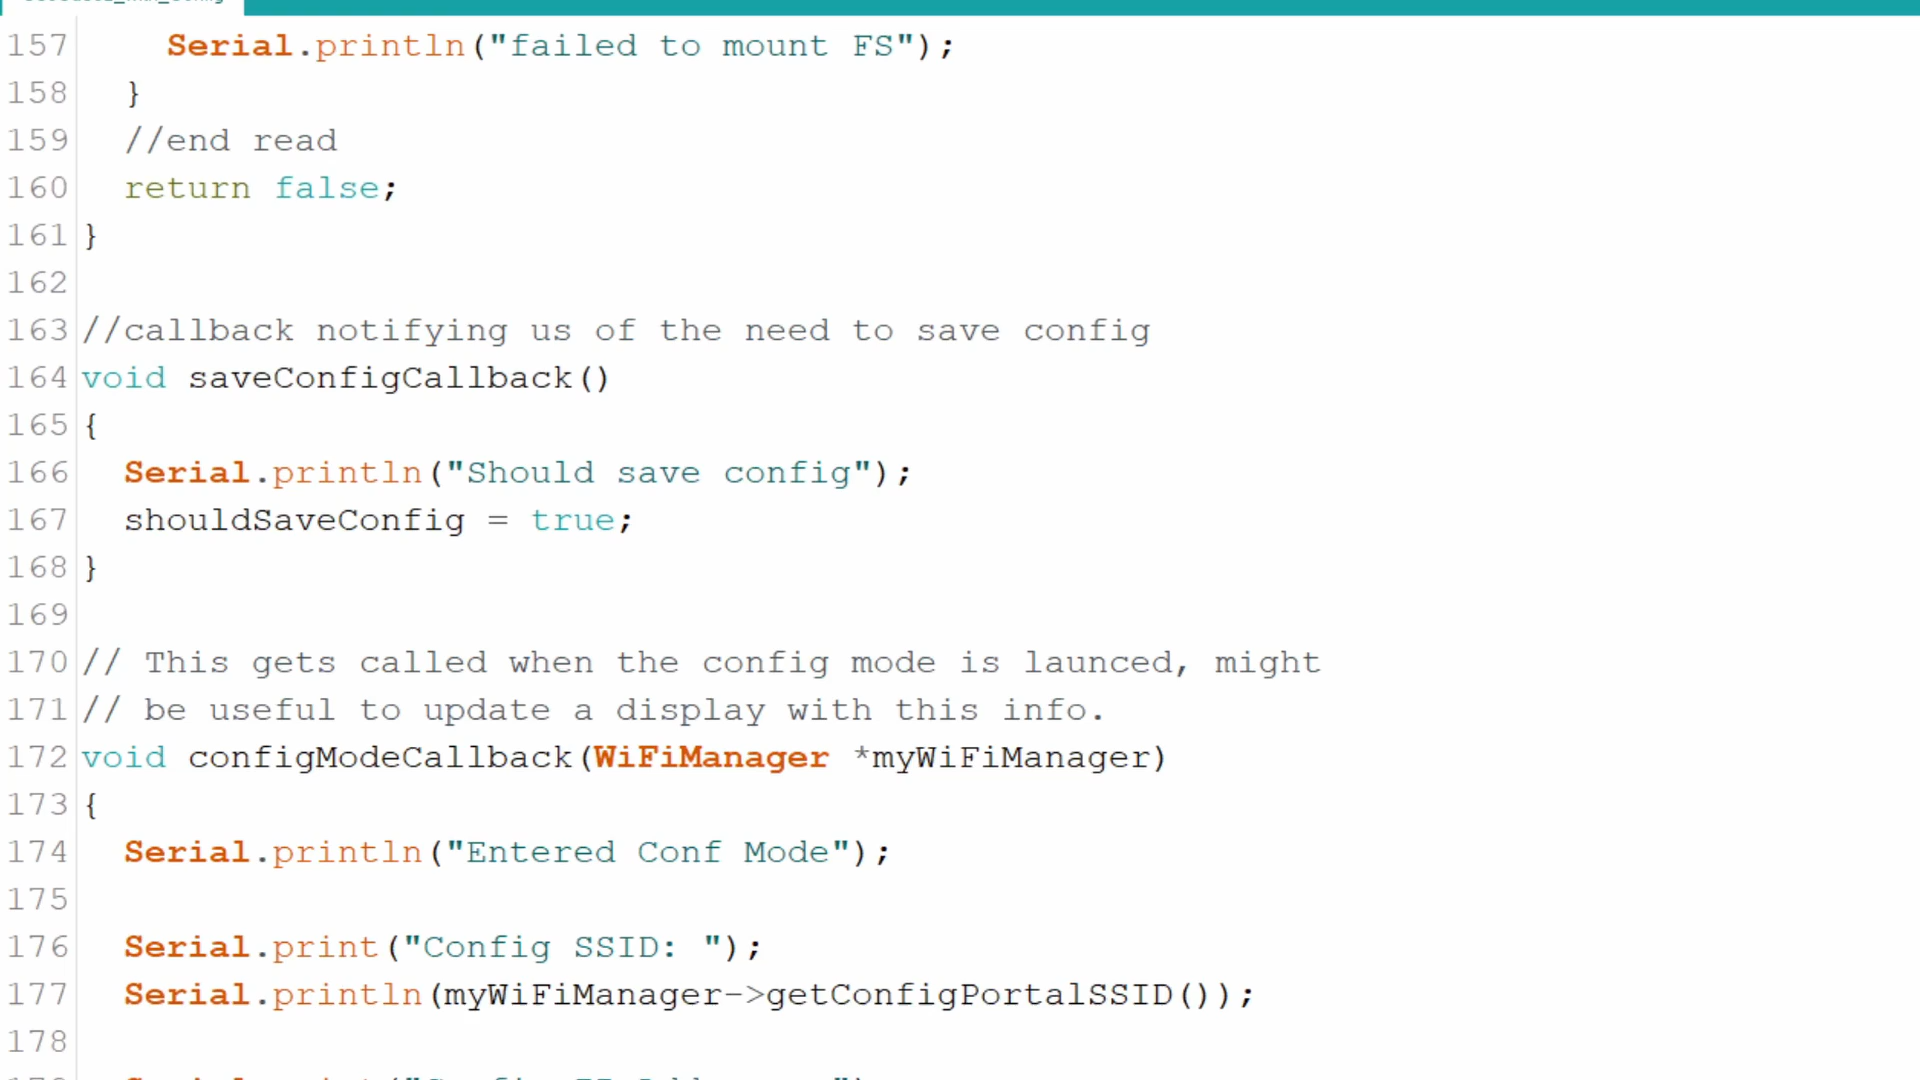 157 Serial.println("failed to mount FS");
158 }
159 //end read
160 return false;
161 }
162
163 //callback notifying us of the need to save config
164 void saveConfigCallback()
165 {
166 Serial.println("Should save config");
167 shouldSaveConfig = true;
168 }
169
170 // This gets called when the config mode is launced, might
171 // be useful to update a display with this info.
172 void configModeCallback(WiFiManager *myWiFiManager)
173 {
174 Serial.println("Entered Conf Mode");
175
176 Serial.print("Config SSID: ");
177 Serial.println(myWiFiManager->getConfigPortalSSID());
178